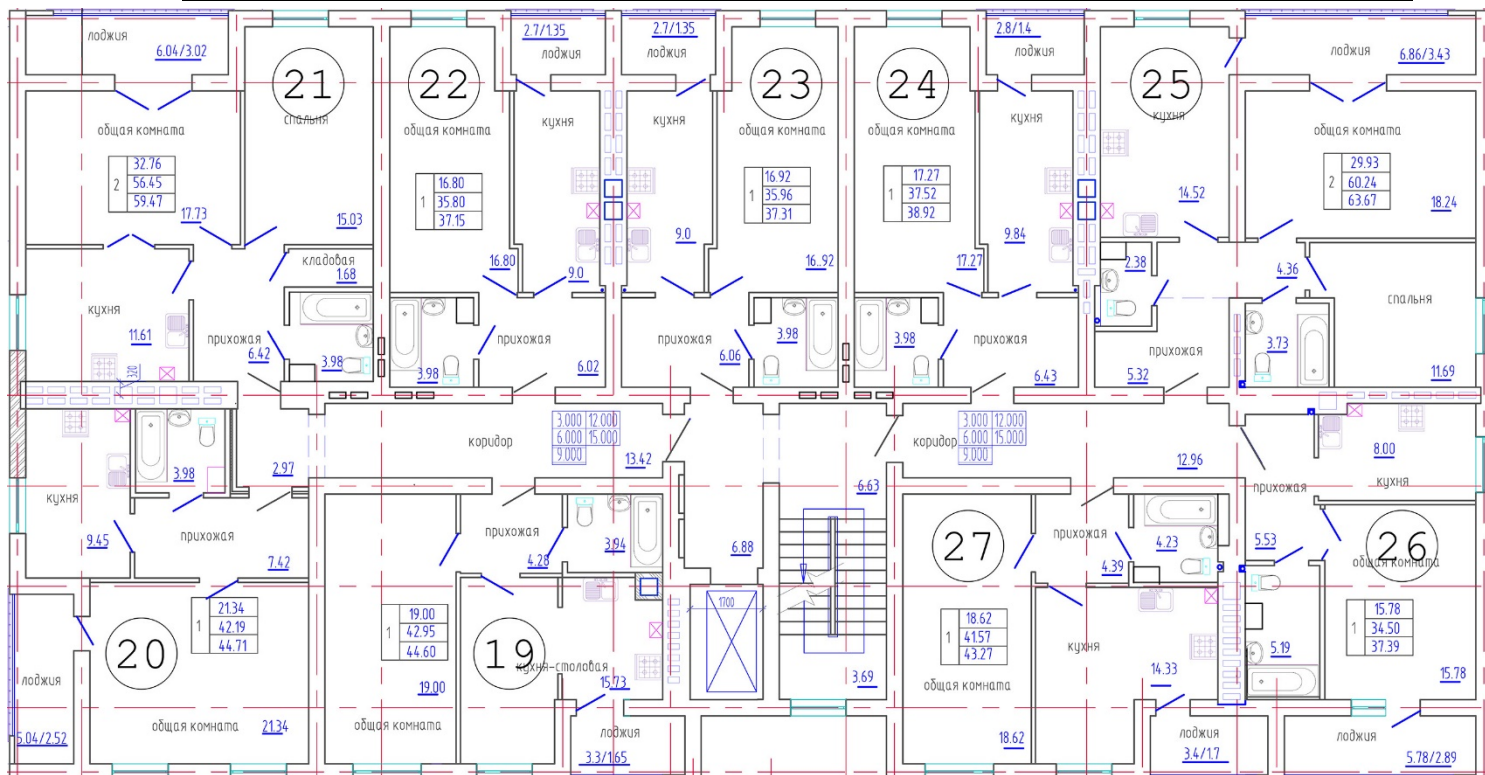 лоджия
6.04/3.02
21
спальня
22
2.7/1.35
лоджия
2.7/1.35
лоджия
23
24
2.8/1.4
лоджия
25
кухня
лоджия
6.86/3.43
общая комната
2
32.76
56.45
59.47
17.73
15.03
кладовая
1.68
общая комната
1
16.80
35.80
37.15
16.80
кухня
9.0
кухня
9.0
общая комната
1
16.92
35.96
37.31
16..92
общая комната
1
17.27
37.52
38.92
17.27
кухня
9.84
14.52
2.38
общая комната
2
29.93
60.24
63.67
18.24
4.36
спальня
11.69
кухня
11.61
прихожая
6.42
3.98
3.98
прихожая
6.02
прихожая
6.06
3.98
3.98
прихожая
6.43
прихожая
5.32
3.73
320
кухня
9.45
3.98
2.97
прихожая
7.42
коридор
3.000 12.000
6.000 15.000
9.000
13.42
коридор
3.000 12.000
6.000 15.000
9.000
12.96
6.63
6.88
прихожая
5.53
8.00
кухня
прихожая
4.28
3.94
27
прихожая
4.39
4.23
26
общая комната
1
15.78
34.50
37.39
15.78
5.19
20
1
21.34
42.19
44.71
общая комната
21.34
лоджия
5.04/2.52
1
19.00
42.95
44.60
19.00
общая комната
19
кухня-столовая
15.73
лоджия
3.3/1.65
1700
3.69
1
18.62
41.57
43.27
общая комната
18.62
кухня
14.33
лоджия
3.4/1.7
лоджия
5.78/2.89